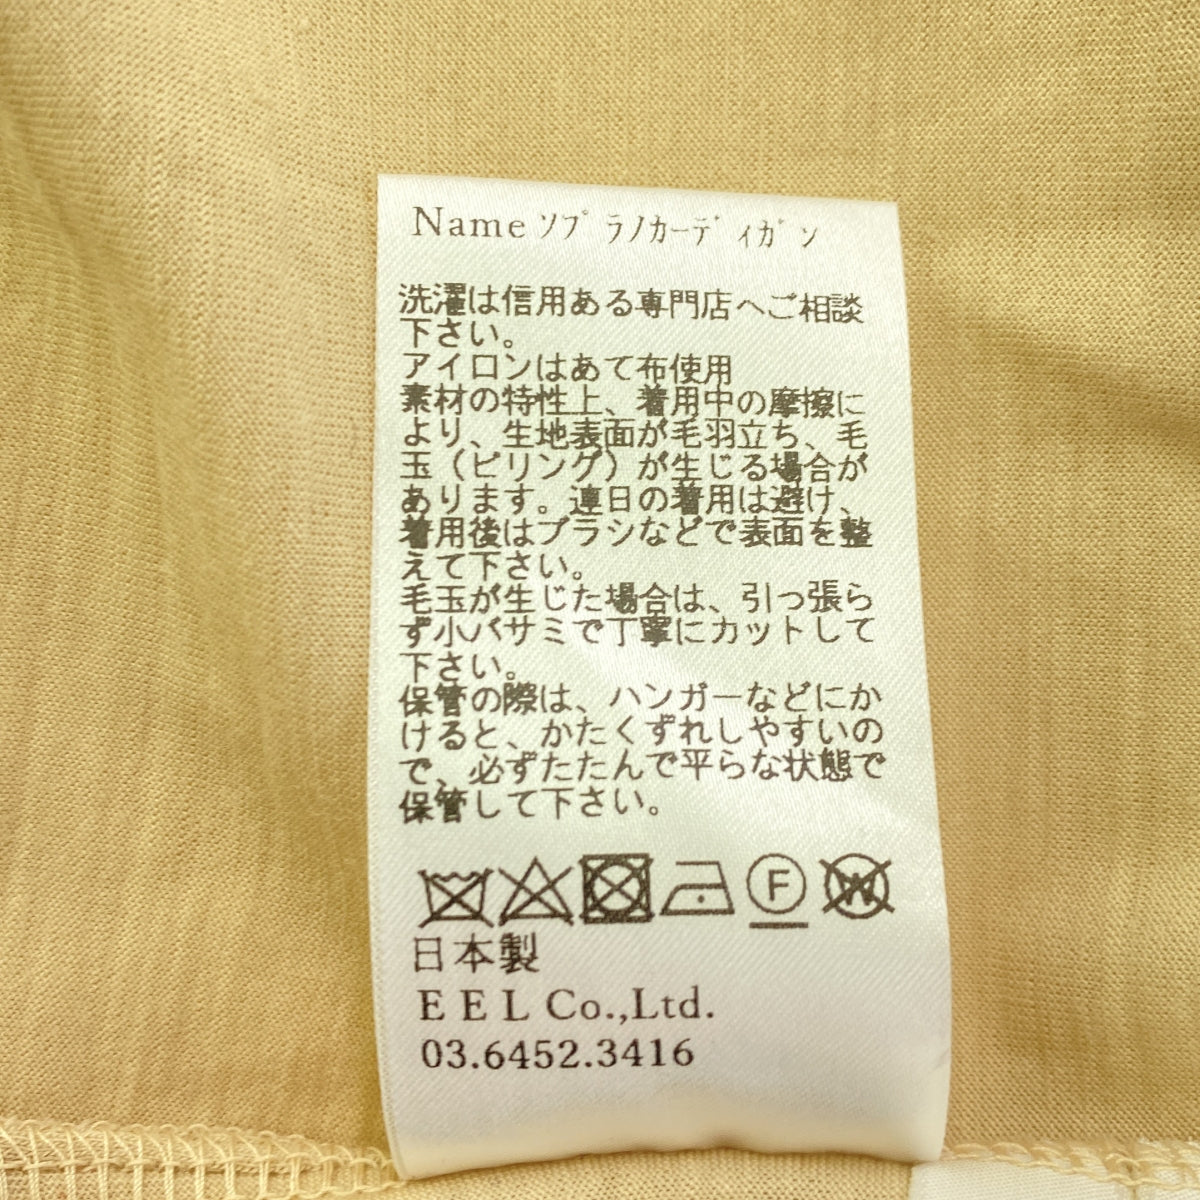 Name ソプラノカーディガン
洗濯は信用ある専門店へご相談
下さい。
アイロンはあて布使用
素材の特性上、着用中の摩擦に
より、生地表面が毛羽立ち、毛
玉（ピリング）が生じる場合が
あります。連日の着用は避け、
着用後はブラシなどで表面を整
えて下さい。
毛玉が生じた場合は、引っ張ら
ず小バサミで丁寧にカットして
下さい。
保管の際は、ハンガーなどにか
けると、かたくずれしやすいの
で、必ずたたんで平らな状態で
保管して下さい。
F W
日本製
EEL Co.,Ltd.
03.6452.3416